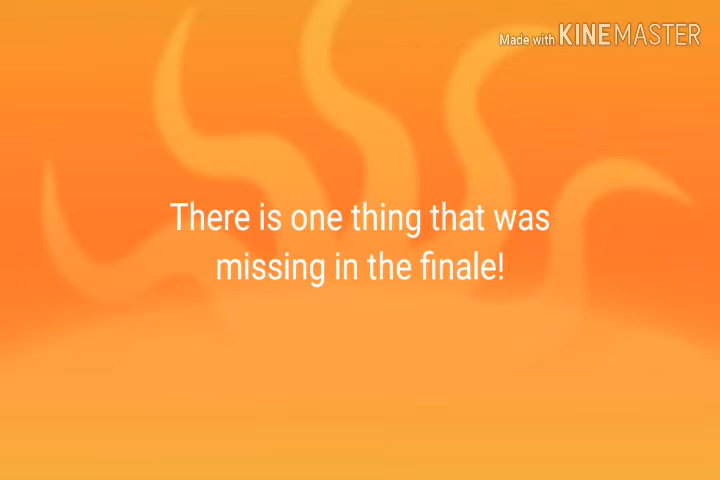 Made with KINEMASTER
There is one thing that was
missing in the finale!